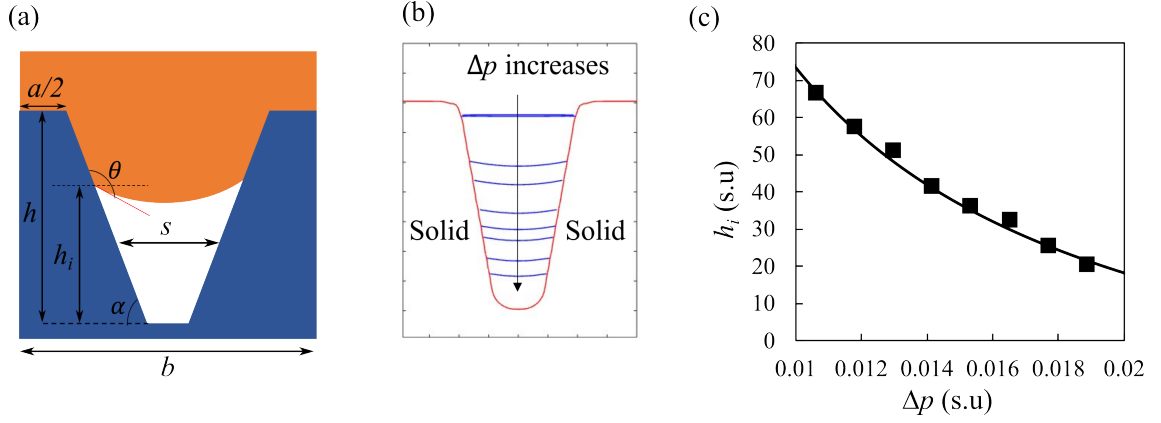 (a)
a/2
θ
h
s
h_i
α
b
(b)
Δp increases
Solid
Solid
(c)
80
70
60
50
40
30
20
10
0
h_i (s.u)
0.01 0.012 0.014 0.016 0.018 0.02
Δp (s.u)